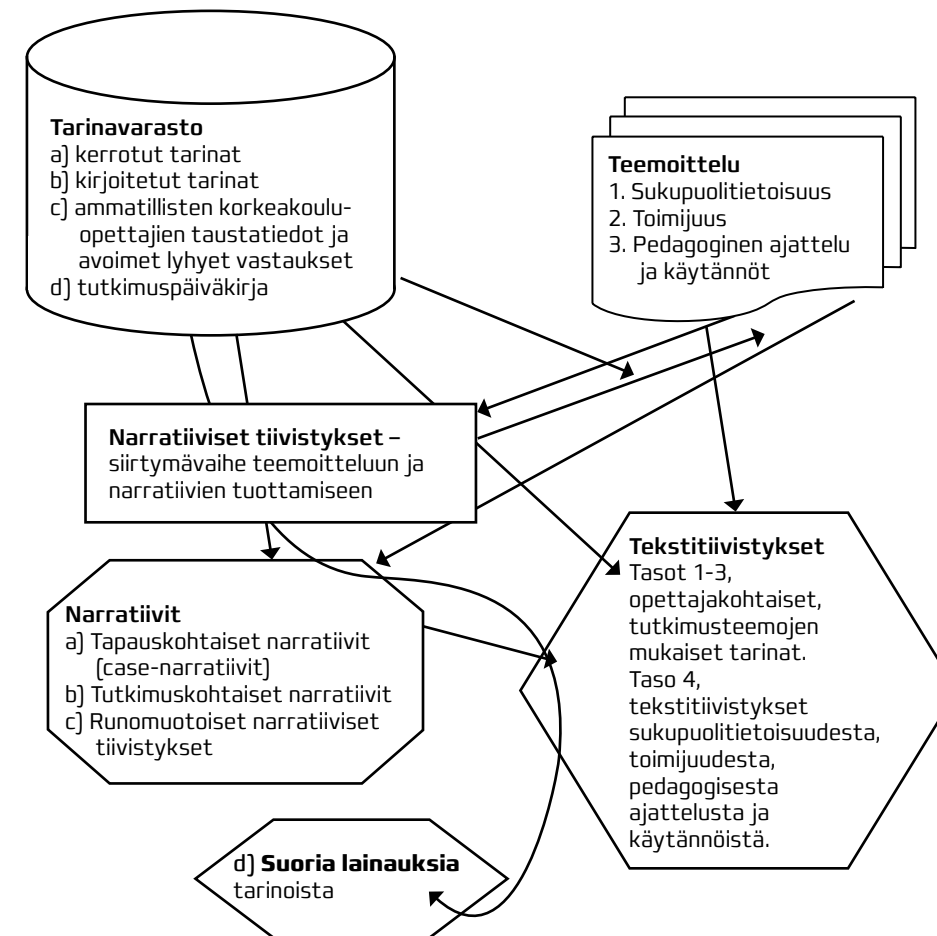 Tarinavarasto
a) kerrotut tarinat
b) kirjoitetut tarinat
c) ammatillisten korkeakoulu-
opettajien taustatiedot ja
avoimet lyhyet vastaukset
d) tutkimuspäiväkirja
Teemoittelu
1. Sukupuolitietoisuus
2. Toimijuus
3. Pedagoginen ajattelu
ja käytännöt
Narratiiviset tiivistykset –
siirtymävaihe teemoitteluun ja
narratiivien tuottamiseen
Narratiivit
a) Tapauskohtaiset narratiivit
(case-narratiivit)
b) Tutkimuskohtaiset narratiivit
c) Runomuotoiset narratiiviset
tiivistykset
Tekstitiivistykset
Tasot 1-3,
opettajakohtaiset,
tutkimusteemojen
mukaiset tarinat.
Taso 4,
tekstitiivistykset
sukupuolitietoisuudesta,
toimijuudesta,
pedagogisesta
ajattelusta ja
käytännöistä.
d) Suoria lainauksia
tarinoista